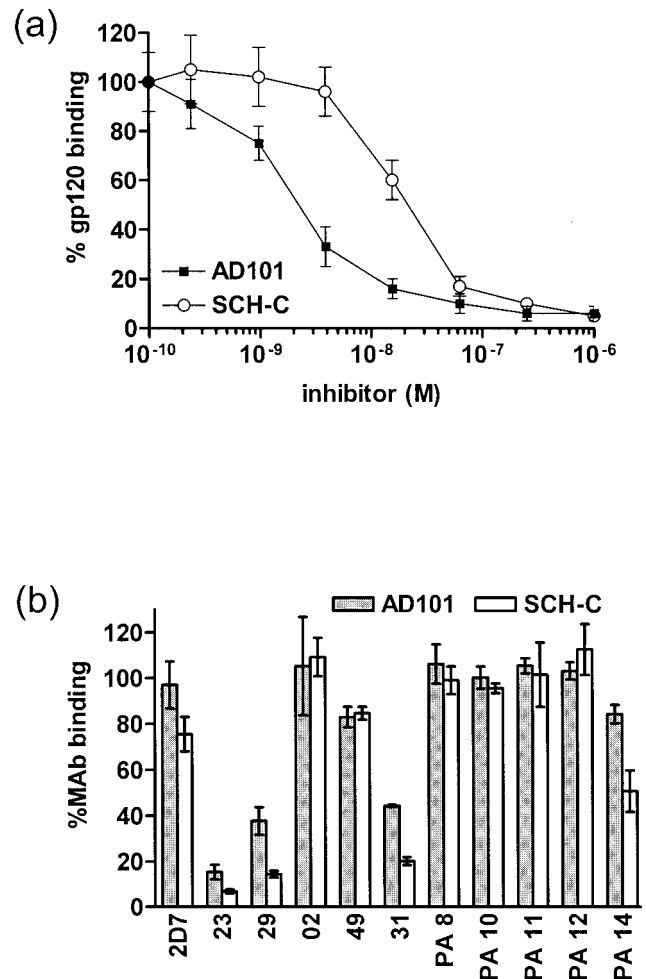 (a)
120
100
80
60
40
20
0
% gp120 binding
AD101
SCH-C
10-10 10-9 10-8 10-7 10-6
inhibitor (M)
(b)
AD101 SCH-C
120
100
80
60
40
20
0
%MAb binding
2D7 23 29 02 49 31 PA 8 PA 10 PA 11 PA 12 PA 14